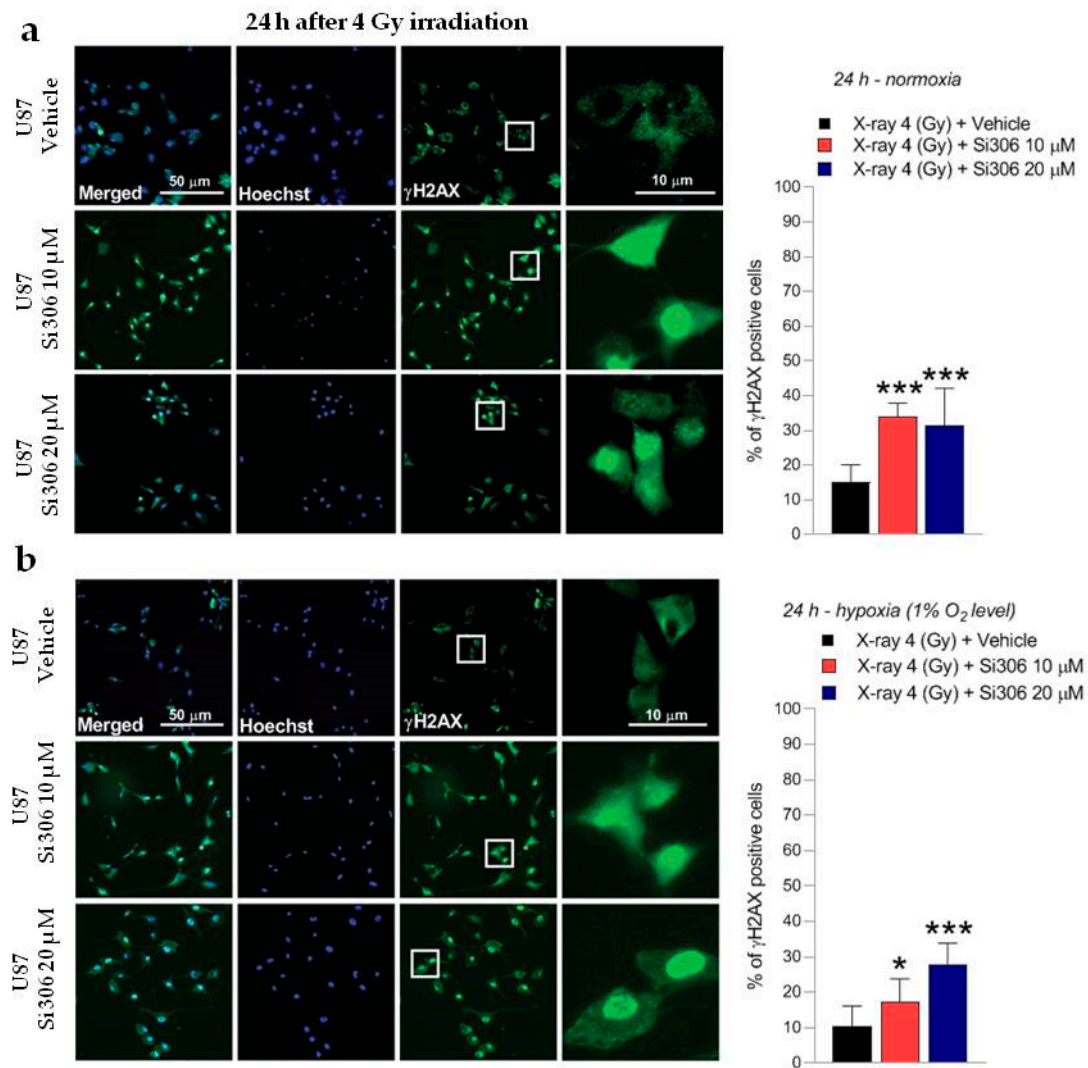 24 h after 4 Gy irradiation
a
U87
Vehicle
Merged
50 μm
Hoechst
γH2AX
10 μm
U87
Si306 10 μM
U87
Si306 20 μM
24 h - normoxia
X-ray 4 (Gy) + Vehicle
X-ray 4 (Gy) + Si306 10 μM
X-ray 4 (Gy) + Si306 20 μM
% of γH2AX positive cells
100
90
80
70
60
50
40
30
20
10
0
***
***
b
U87
Vehicle
Merged
50 μm
Hoechst
γH2AX
10 μm
U87
Si306 10 μM
U87
Si306 20 μM
24 h - hypoxia (1% O2 level)
X-ray 4 (Gy) + Vehicle
X-ray 4 (Gy) + Si306 10 μM
X-ray 4 (Gy) + Si306 20 μM
% of γH2AX positive cells
100
90
80
70
60
50
40
30
20
10
0
*
***